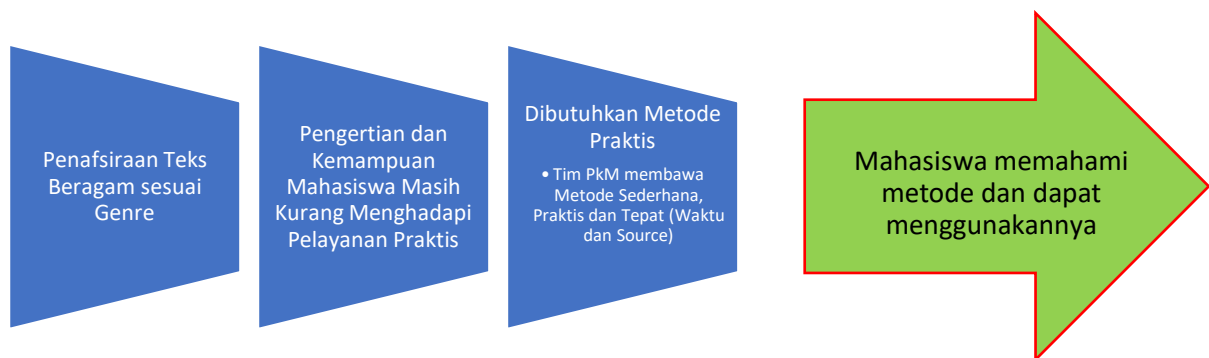 Penafsiraan Teks
Beragam sesuai
Genre
Pengertian dan
Kemampuan
Mahasiswa Masih
Kurang Menghadapi
Pelayanan Praktis
Dibutuhkan Metode
Praktis
• Tim PkM membawa
Metode Sederhana,
Praktis dan Tepat (Waktu
dan Source)
Mahasiswa memahami
metode dan dapat
menggunakannya